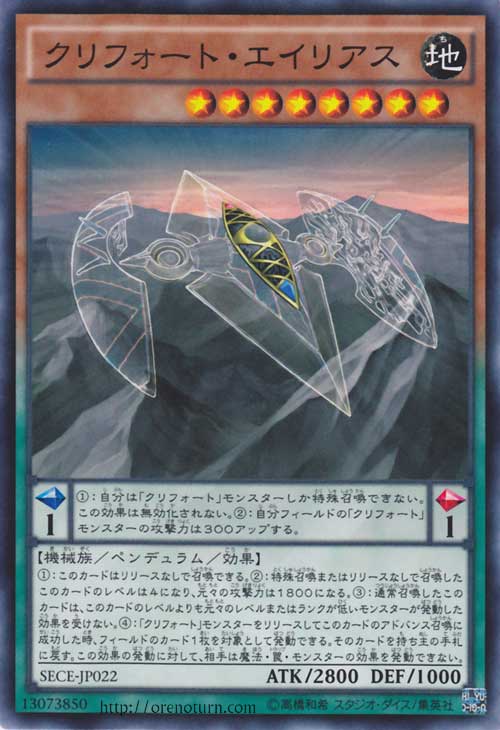 クリフォート・エイリアス
地
①：自分は「クリフォート」モンスターしか特殊召喚できない。
この効果は無効化されない。②：自分フィールドの「クリフォート」
モンスターの攻撃力は３００アップする。
1
1
【機械族／ペンデュラム／効果】
①：このカードはリリースなしで召喚できる。②：特殊召喚またはリリースなしで召喚した
このカードのレベルは４になり、元々の攻撃力は１８００になる。③：通常召喚したこの
カードは、このカードのレベルよりも元々のレベルまたはランクが低いモンスターが発動した
効果を受けない。④：「クリフォート」モンスターをリリースしてこのカードのアドバンス召喚に
成功した時、フィールドのカード１枚を対象として発動できる。そのカードを持ち主の手札
に戻す。この効果の発動に対して、相手は魔法・罠・モンスターの効果を発動できない。
SECE-JP022
ATK/2800 DEF/1000
13073850
http://orenoturn.com/
©高橋和希 スタジオ・ダイス／集英社